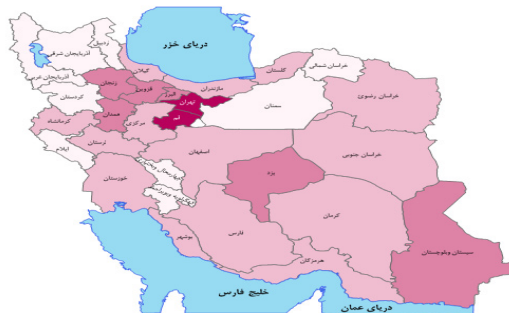 دریای خزر
اردبیل
آذربایجان شرقی
آذربایجان غربی
گیلان
زنجان
قزوین
البرز
تهران
مازندران
گلستان
خراسان شمالی
خراسان رضوی
سمنان
کردستان
همدان
قم
مرکزی
کرمانشاه
لرستان
ایلام
اصفهان
خراسان جنوبی
یزد
خوزستان
کرمان
فارس
بوشهر
هرمزگان
سیستان وبلوچستان
خلیج فارس
دریای عمان